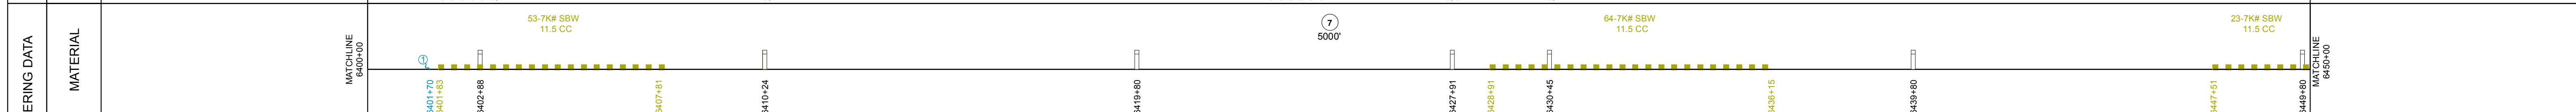 ERING DATA
MATERIAL
MATCHLINE
6400+00
53-7K# SBW
11.5 CC
7
5000'
64-7K# SBW
11.5 CC
23-7K# SBW
11.5 CC
MATCHLINE
6450+00
1
6401+70
6401+83
6402+88
6407+81
6410+24
6419+80
6427+91
6428+91
6430+45
6436+15
6439+80
6447+51
6449+80